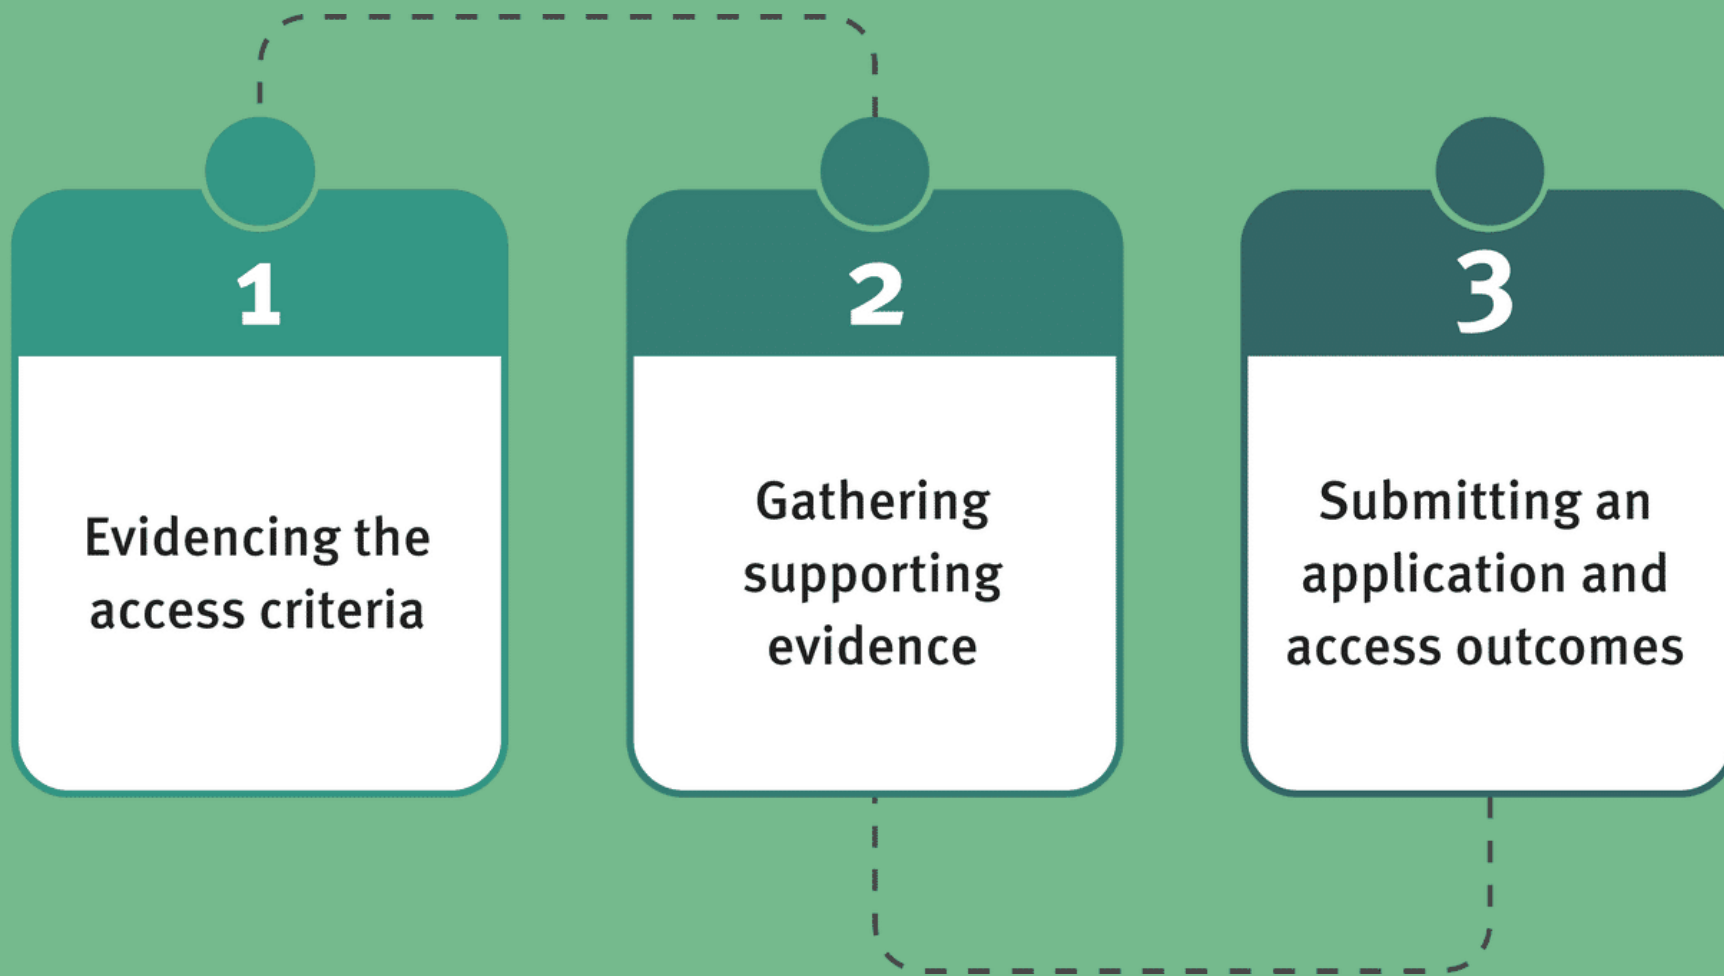 1
Evidencing the
access criteria
2
Gathering
supporting
evidence
3
Submitting an
application and
access outcomes